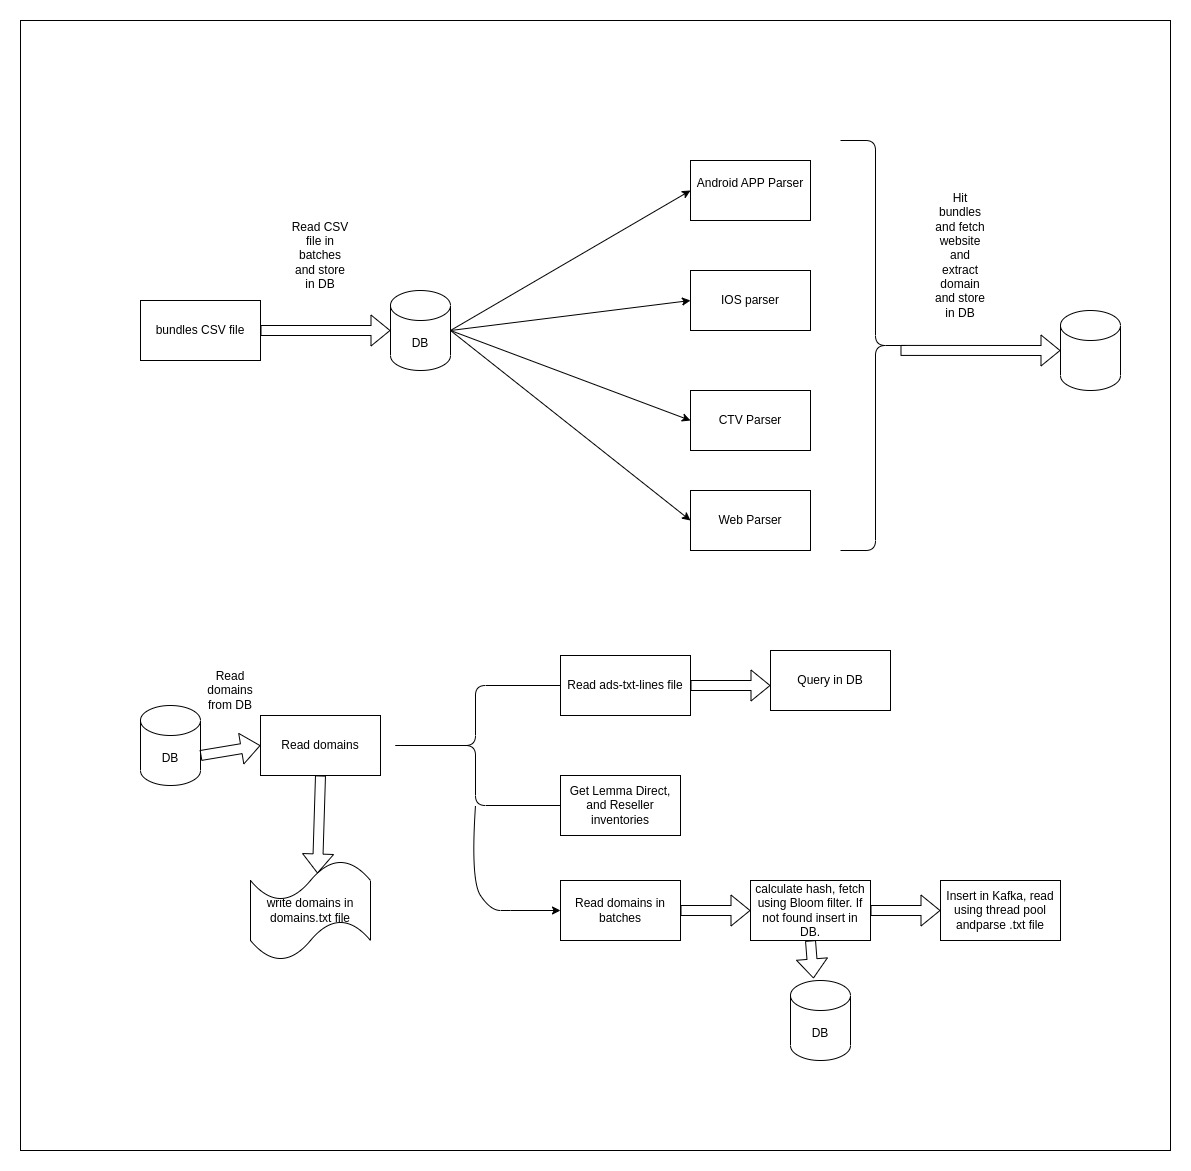 Android APP Parser
Hit
bundles
and fetch
website
and
extract
domain
and store
in DB
Read CSV
file in
batches
and store
in DB
bundles CSV file
DB
IOS parser
CTV Parser
Web Parser
Read
domains
from DB
DB
Read domains
write domains in
domains.txt file
Read ads-txt-lines file
Query in DB
Get Lemma Direct,
and Reseller
inventories
Read domains in
batches
calculate hash, fetch
using Bloom filter. If
not found insert in
DB.
Insert in Kafka, read
using thread pool
andparse .txt file
DB